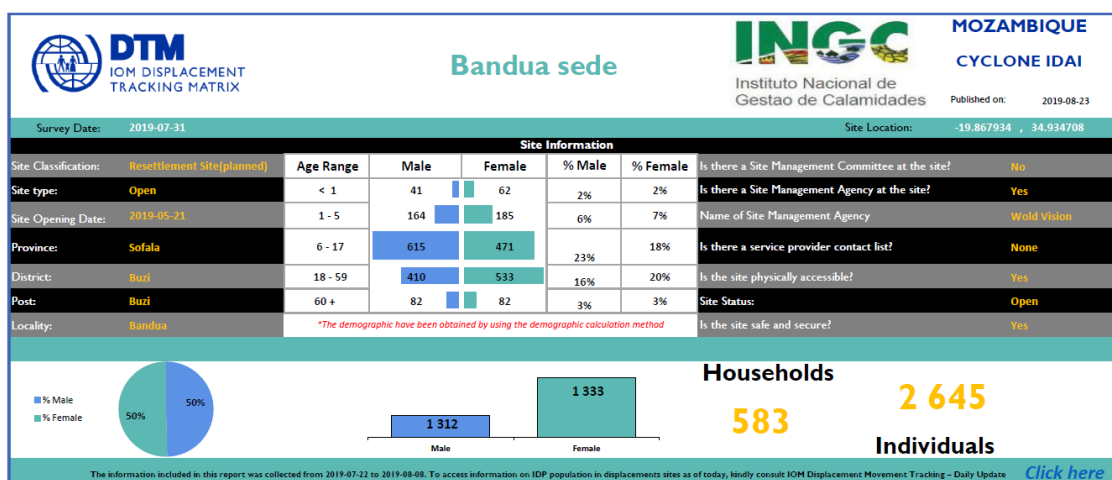 DTM
IOM DISPLACEMENT
TRACKING MATRIX
Bandua sede
INGC
Instituto Nacional de
Gestao de Calamidades
MOZAMBIQUE
CYCLONE IDAI
Published on: 2019-08-23
Survey Date: 2019-07-31 Site Location: -19.867934 , 34.934708
Site Information
Site Classification: Resettlement Site(planned)
Site type: Open
Site Opening Date: 2019-05-21
Province: Sofala
District: Buzi
Post: Buzi
Locality: Bandua
Age Range Male Female % Male % Female
< 1 41 62 2% 2%
1 - 5 164 185 6% 7%
6 - 17 615 471 23% 18%
18 - 59 410 533 16% 20%
60 + 82 82 3% 3%
*The demographic have been obtained by using the demographic calculation method
Is there a Site Management Committee at the site? No
Is there a Site Management Agency at the site? Yes
Name of Site Management Agency Wold Vision
Is there a service provider contact list? None
Is the site physically accessible? Yes
Site Status: Open
Is the site safe and secure? Yes
% Male
% Female
50%
50%
1 312
1 333
Male Female
Households
583
2 645
Individuals
The information included in this report was collected from 2019-07-22 to 2019-08-08. To access information on IDP population in displacements sites as of today, kindly consult IOM Displacement Movement Tracking – Daily Update Click here